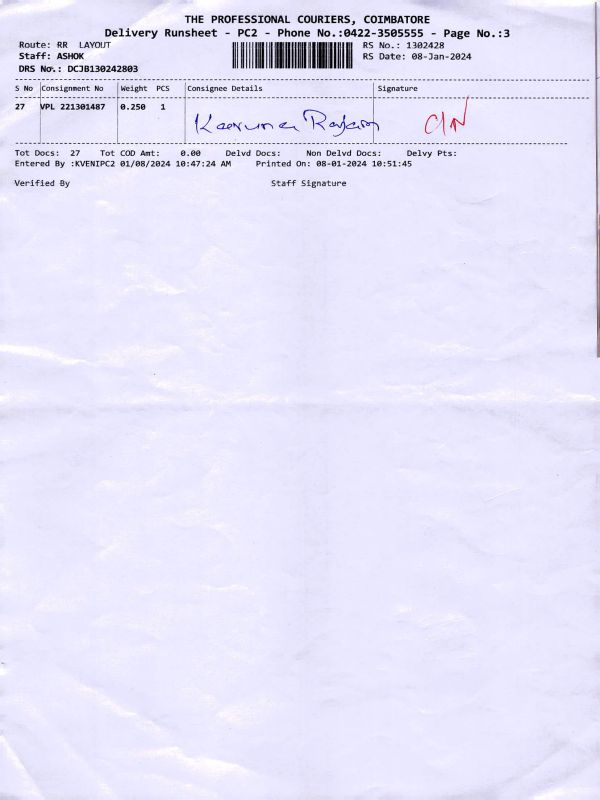 THE PROFESSIONAL COURIERS, COIMBATORE
Delivery Runsheet - PC2 - Phone No.:0422-3505555 - Page No.:3
Route: RR LAYOUT RS No.: 1302428
Staff: ASHOK RS Date: 08-Jan-2024
DRS No.: DCJB130242803
S No Consignment No Weight PCS Consignee Details Signature
27 VPL 221301487 0.250 1
Tot Docs: 27 Tot COD Amt: 0.00 Delvd Docs: Non Delvd Docs: Delvy Pts:
Entered By :KVENIPC2 01/08/2024 10:47:24 AM Printed On: 08-01-2024 10:51:45
Verified By Staff Signature